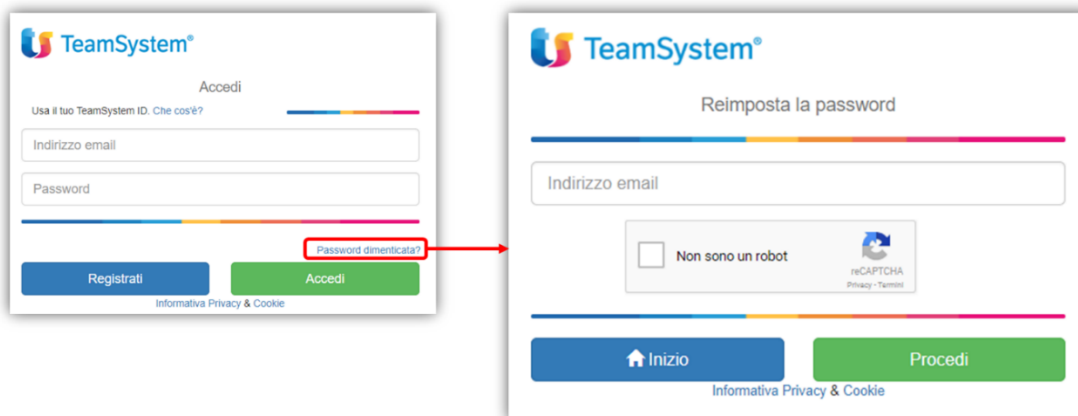 TeamSystem®
Accedi
Usa il tuo TeamSystem ID. Che cos'è?
Indirizzo email
Password
Password dimenticata?
Registrati
Accedi
Informativa Privacy & Cookie
TeamSystem®
Reimposta la password
Indirizzo email
Non sono un robot
reCAPTCHA
Privacy - Termini
Inizio
Procedi
Informativa Privacy & Cookie